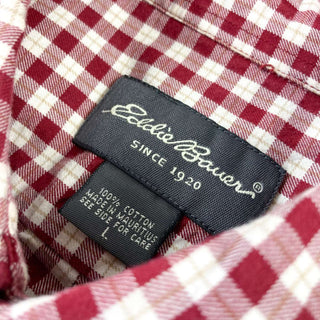 Eddie Bauer®
SINCE 1920
100% COTTON
MADE IN MAURITIUS
SEE SIDE FOR CARE
L